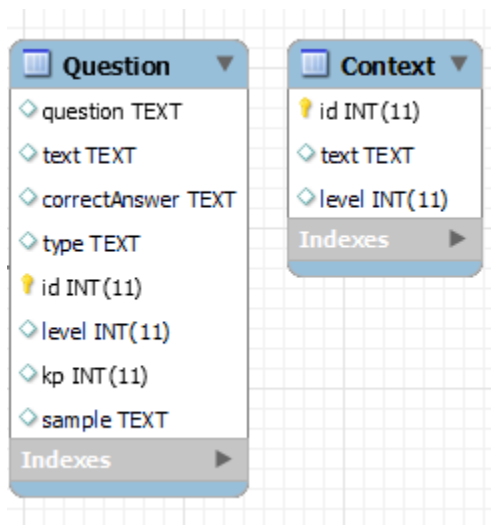 Question
question TEXT
text TEXT
correctAnswer TEXT
type TEXT
id INT(11)
level INT(11)
kp INT(11)
sample TEXT
Indexes
Context
id INT(11)
text TEXT
level INT(11)
Indexes